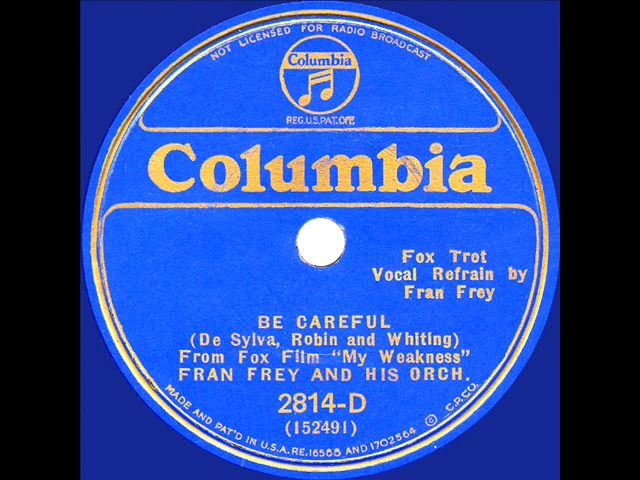 NOT LICENSED FOR RADIO BROADCAST
Columbia
REG.U.S.PAT.OFF.
Columbia
Fox Trot
Vocal Refrain by
Fran Frey
BE CAREFUL
(De Sylva, Robin and Whiting)
From Fox Film "My Weakness"
FRAN FREY AND HIS ORCH.
2814-D
(152491)
MADE AND PAT'D IN U.S.A. RE.16588 AND 1702564 © C.P.CO.